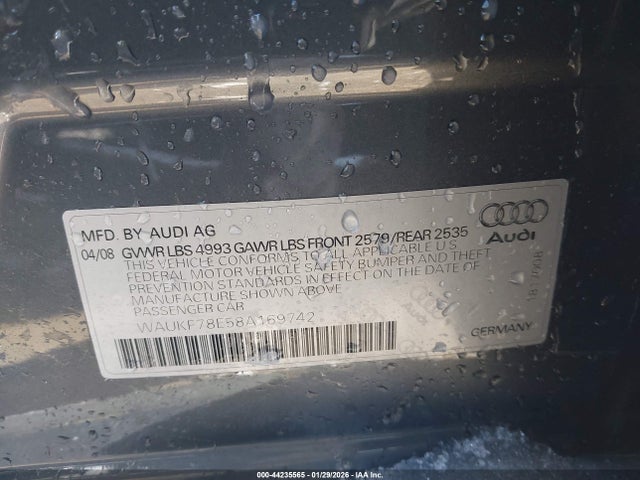 MFD. BY AUDI AG
04/08 GVWR LBS 4993 GAWR LBS FRONT 2579/REAR 2535
THIS VEHICLE CONFORMS TO ALL APPLICABLE U.S.
FEDERAL MOTOR VEHICLE SAFETY BUMPER AND THEFT
PREVENTION STANDARDS IN EFFECT ON THE DATE OF
MANUFACTURE SHOWN ABOVE.
PASSENGER CAR
WAUKF78E58A169742
Audi
GERMANY
000-44235565 | 01/29/2026 - Copyright © 2026 IAA Inc.